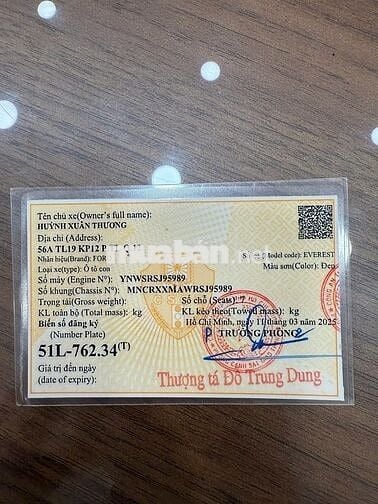 Tên chủ xe(Owner's full name):
HUỲNH XUÂN THƯƠNG
Địa chỉ (Address):
56A TL19 KP12 P
Nhãn hiệu(Brand): FOR
Model code): EVEREST
Loại xe(type): Ô tô con
Màu sơn(Color): Đen
Số máy (Engine N°): YNWSRSJ95989
Số khung(Chassis N°): MNCRXXMAWRSJ95989
Trọng tải(Gross weight):
Số chỗ (Seats) 7
KL toàn bộ (Total mass): kg
KL kéo theo(Towed mass): kg
Biển số đăng ký
Hồ Chí Minh, ngày 11 tháng 03 năm 2025
(Number Plate)
P TRƯỞNG PHÒNG
51L-762.34(T)
Giá trị đến ngày
(date of expiry):
Thượng tá Đỗ Trung Dung
muaban.net